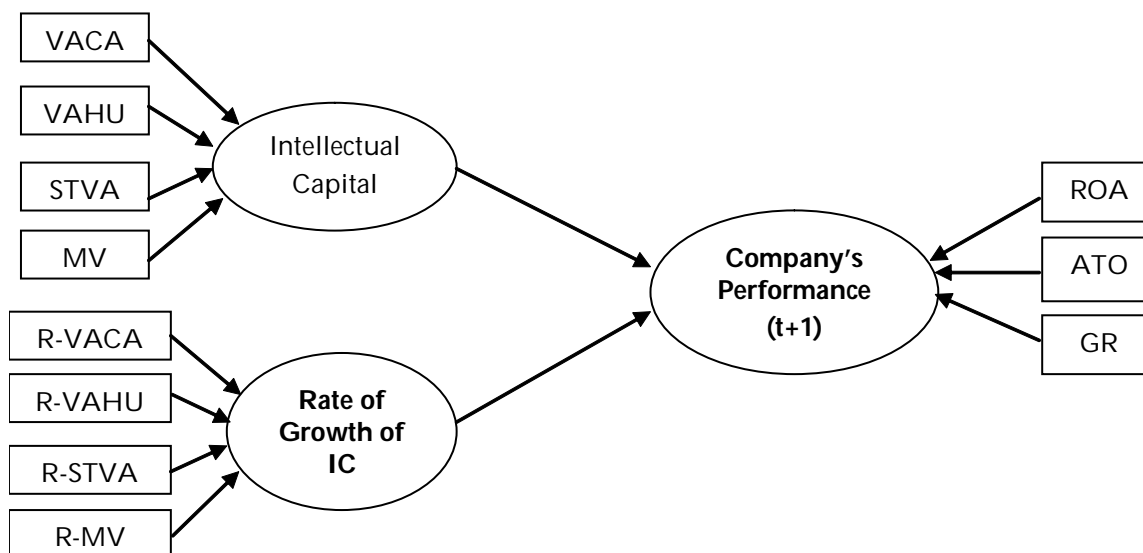 VACA
VAHU
STVA
MV
Intellectual
Capital
R-VACA
R-VAHU
R-STVA
R-MV
Rate of
Growth of
IC
Company's
Performance
(t+1)
ROA
ATO
GR